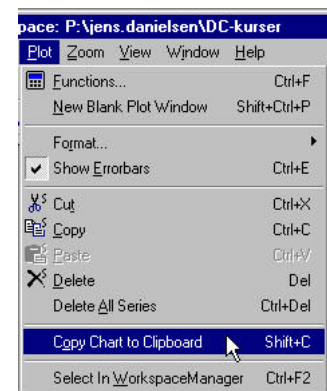 pace: P:\jens.danielsen\DC-kurser
Plot Zoom View Window Help
Functions... Ctrl+F
New Blank Plot Window Shift+Ctrl+P
Format...
Show Errorbars Ctrl+E
Cut Ctrl+X
Copy Ctrl+C
Paste Ctrl+V
Delete Del
Delete All Series Ctrl+Del
Copy Chart to Clipboard Shift+C
Select In WorkspaceManager Ctrl+F2